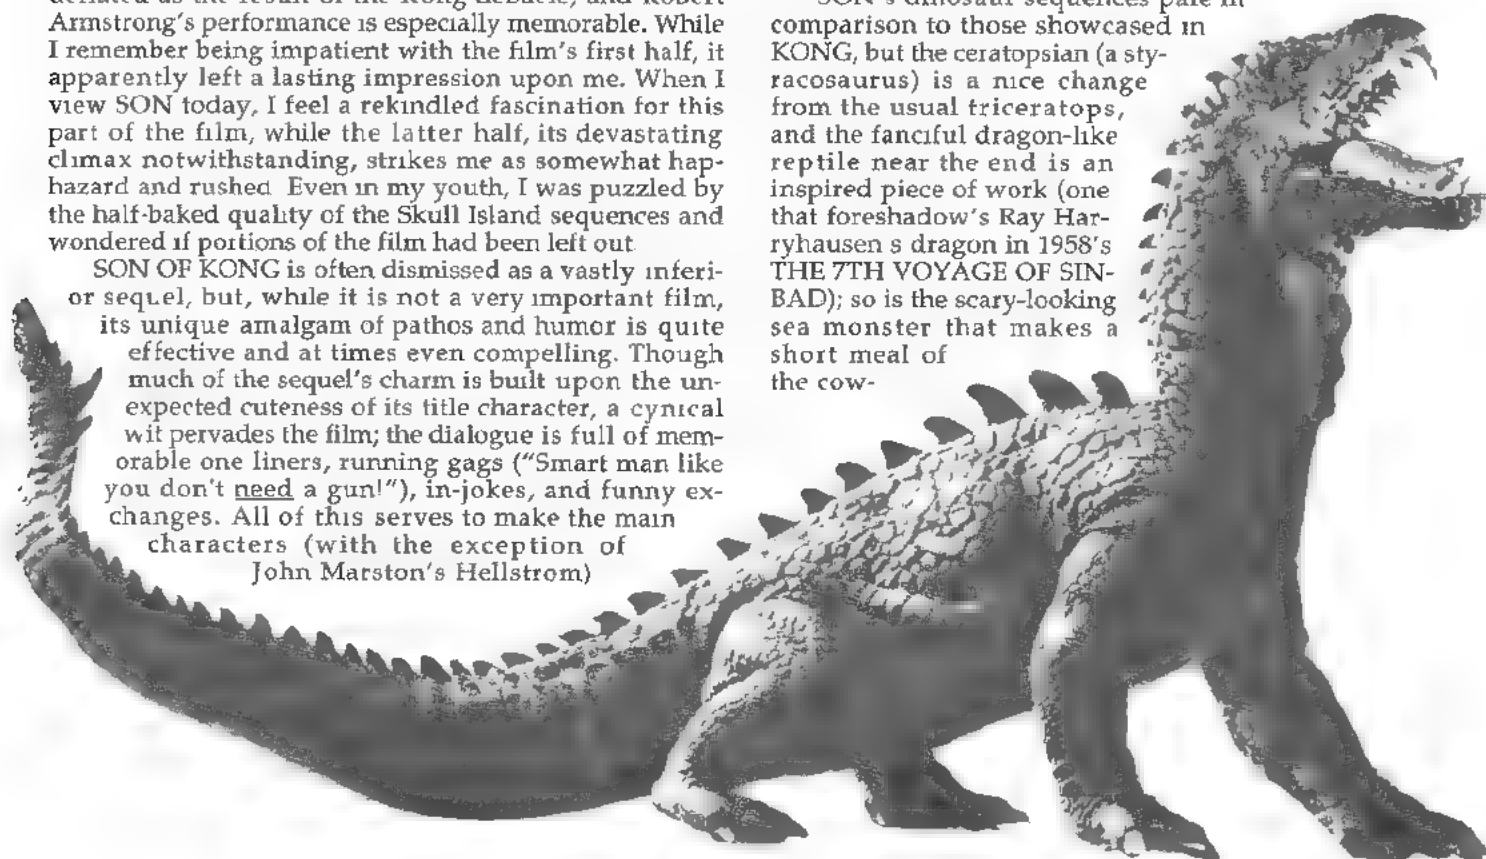 Armstrong's performance is especially memorable. While
I remember being impatient with the film's first half, it
apparently left a lasting impression upon me. When I
view SON today, I feel a rekindled fascination for this
part of the film, while the latter half, its devastating
climax notwithstanding, strikes me as somewhat hap-
hazard and rushed Even in my youth, I was puzzled by
the half-baked quality of the Skull Island sequences and
wondered if portions of the film had been left out
SON OF KONG is often dismissed as a vastly inferi-
or sequel, but, while it is not a very important film,
its unique amalgam of pathos and humor is quite
effective and at times even compelling. Though
much of the sequel's charm is built upon the un-
expected cuteness of its title character, a cynical
wit pervades the film; the dialogue is full of mem-
orable one liners, running gags ("Smart man like
you don't need a gun!"), in-jokes, and funny ex-
changes. All of this serves to make the main
characters (with the exception of
John Marston's Hellstrom)
SON's dinosaur sequences pale in
comparison to those showcased in
KONG, but the ceratopsian (a sty-
racosaurus) is a nice change
from the usual triceratops,
and the fanciful dragon-like
reptile near the end is an
inspired piece of work (one
that foreshadow's Ray Har-
ryhausen s dragon in 1958's
THE 7TH VOYAGE OF SIN-
BAD); so is the scary-looking
sea monster that makes a
short meal of
the cow-